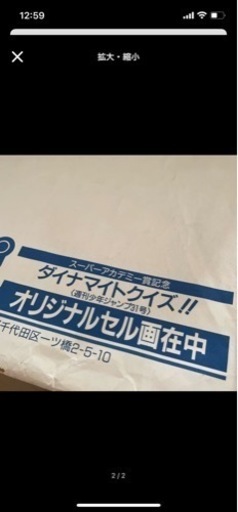 12:59
拡大・縮小
スーパーアカデミー賞記念
ダイナマイトクイズ!!
(週刊少年ジャンプ31号)
オリジナルセル画在中
千代田区一ツ橋2-5-10
2/2